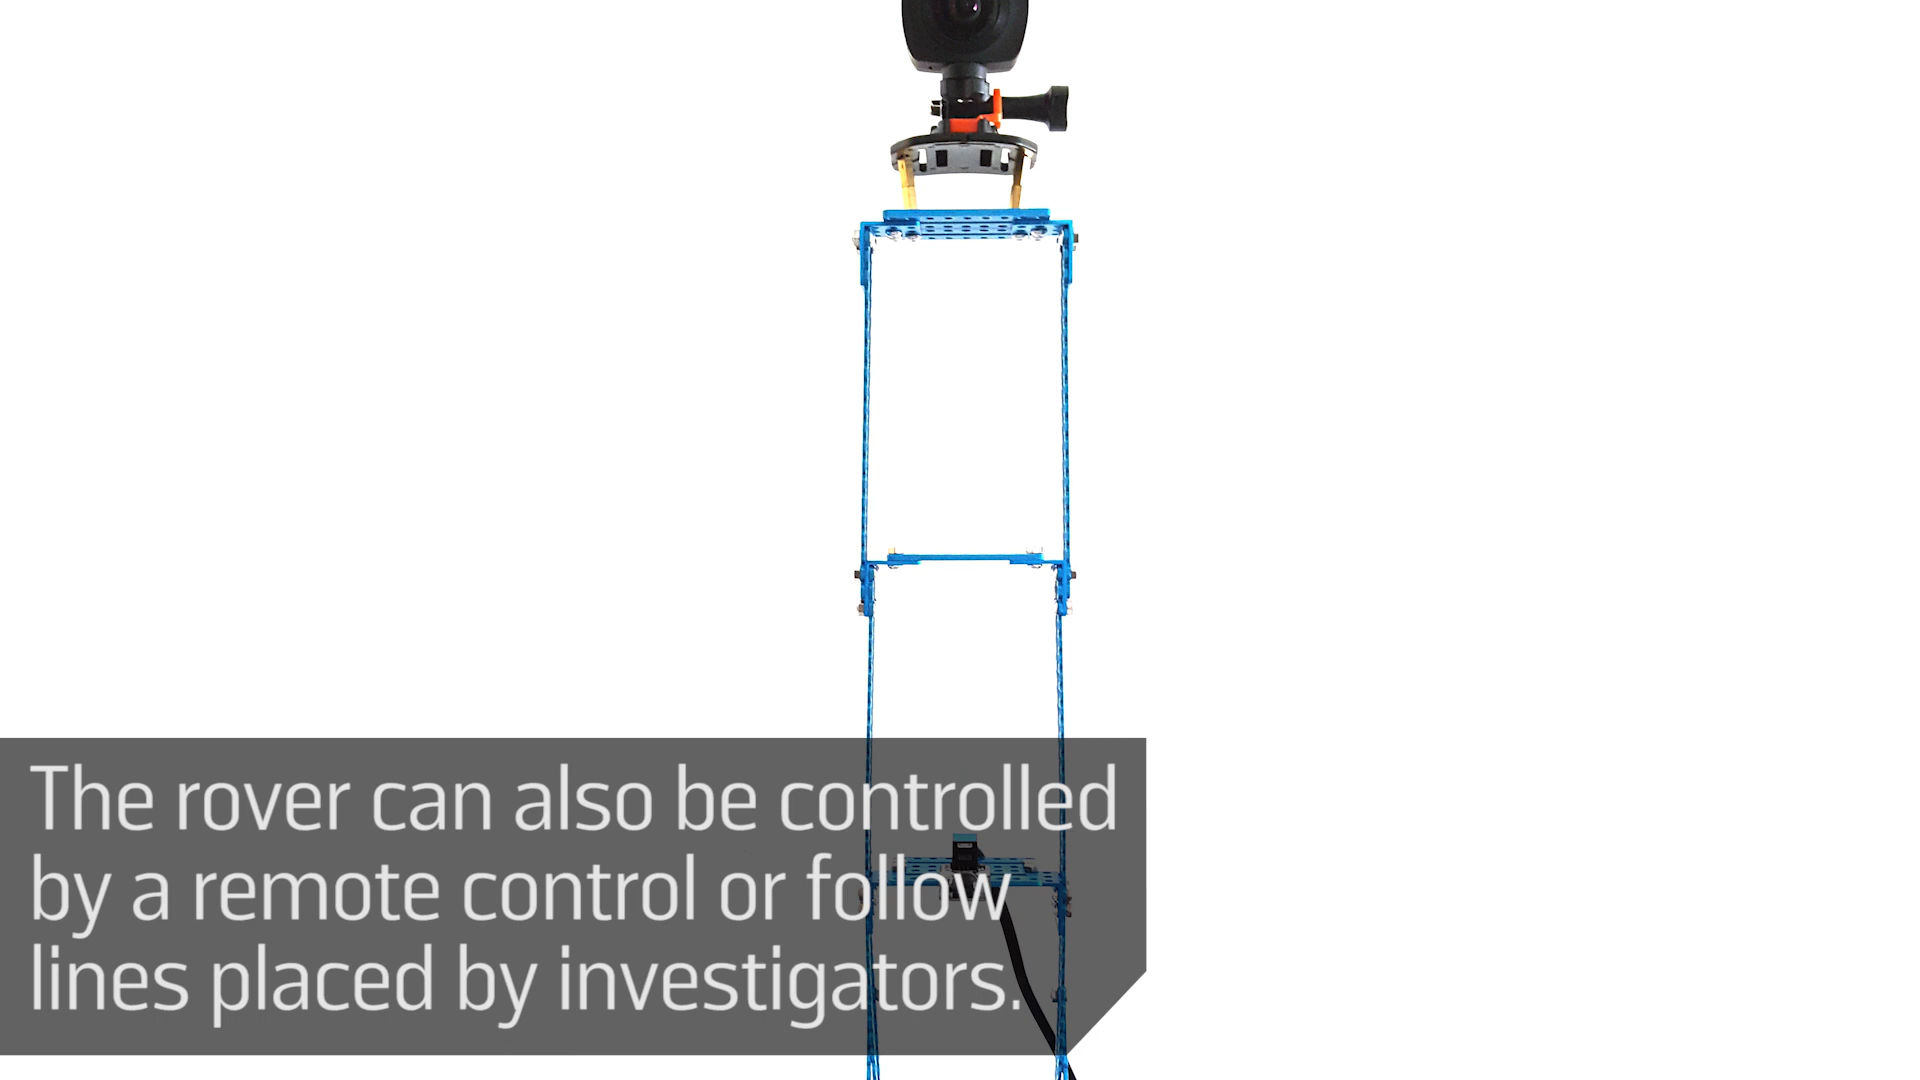 The rover can also be controlled
by a remote control or follow
lines placed by investigators.